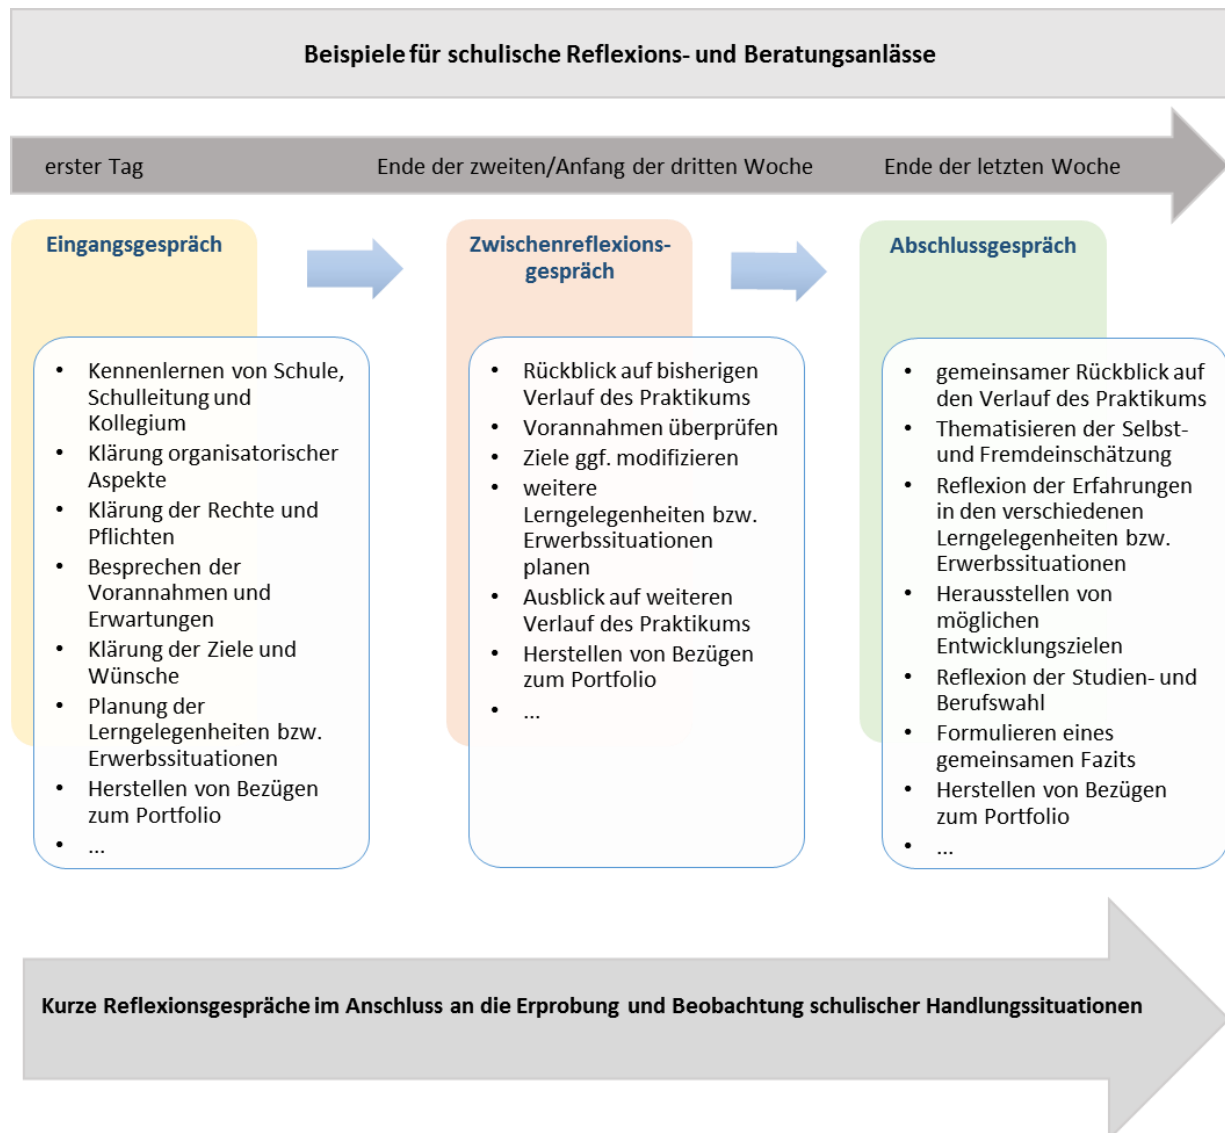 Beispiele für schulische Reflexions- und Beratungsanlässe
erster Tag
Ende der zweiten/Anfang der dritten Woche
Ende der letzten Woche
Eingangsgespräch
• Kennenlernen von Schule,
Schulleitung und
Kollegium
• Klärung organisatorischer
Aspekte
• Klärung der Rechte und
Pflichten
• Besprechen der
Vorannahmen und
Erwartungen
• Klärung der Ziele und
Wünsche
• Planung der
Lerngelegenheiten bzw.
Erwerbssituationen
• Herstellen von Bezügen
zum Portfolio
• ...
Zwischenreflexions-
gespräch
• Rückblick auf bisherigen
Verlauf des Praktikums
• Vorannahmen überprüfen
• Ziele ggf. modifizieren
• weitere
Lerngelegenheiten bzw.
Erwerbssituationen
planen
• Ausblick auf weiteren
Verlauf des Praktikums
• Herstellen von Bezügen
zum Portfolio
• ...
Abschlussgespräch
• gemeinsamer Rückblick auf
den Verlauf des Praktikums
• Thematisieren der Selbst-
und Fremdeinschätzung
• Reflexion der Erfahrungen
in den verschiedenen
Lerngelegenheiten bzw.
Erwerbssituationen
• Herausstellen von
möglichen
Entwicklungszielen
• Reflexion der Studien- und
Berufswahl
• Formulieren eines
gemeinsamen Fazits
• Herstellen von Bezügen
zum Portfolio
• ...
Kurze Reflexionsgespräche im Anschluss an die Erprobung und Beobachtung schulischer Handlungssituationen